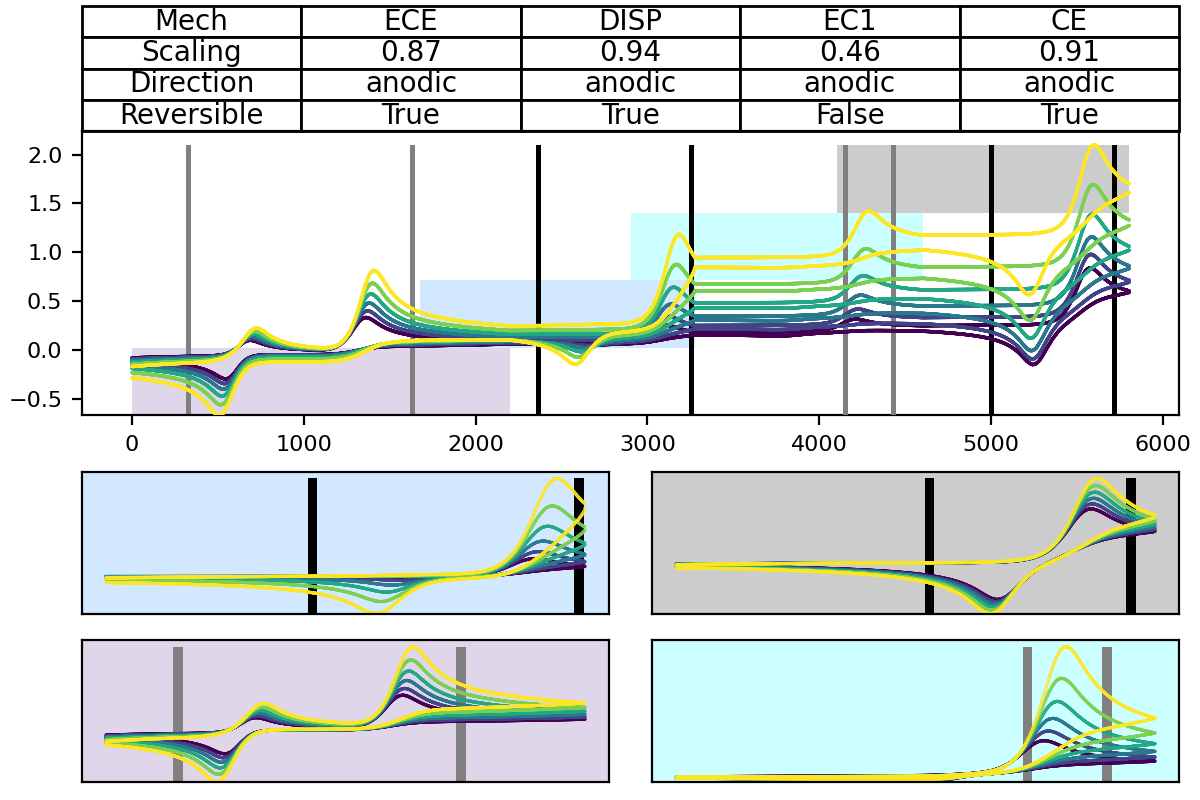 Mech ECE DISP EC1 CE
Scaling 0.87 0.94 0.46 0.91
Direction anodic anodic anodic anodic
Reversible True True False True
2.0
1.5
1.0
0.5
0.0
−0.5
0 1000 2000 3000 4000 5000 6000